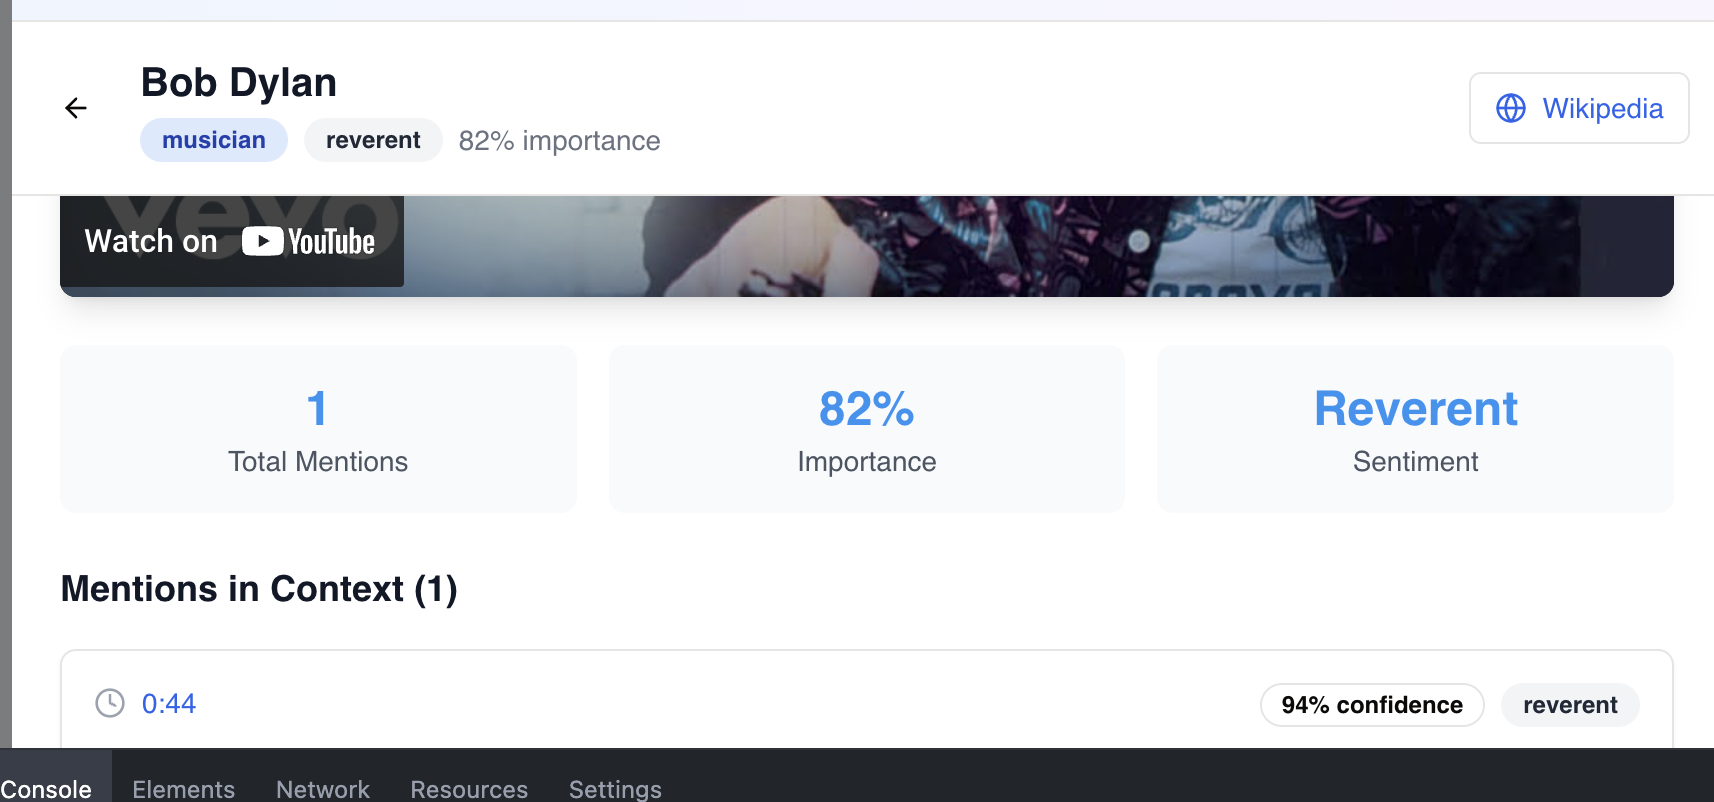 Bob Dylan
musician reverent 82% importance
Wikipedia
vevo
Watch on YouTube
1
Total Mentions
82%
Importance
Reverent
Sentiment
Mentions in Context (1)
0:44
94% confidence reverent
Console Elements Network Resources Settings